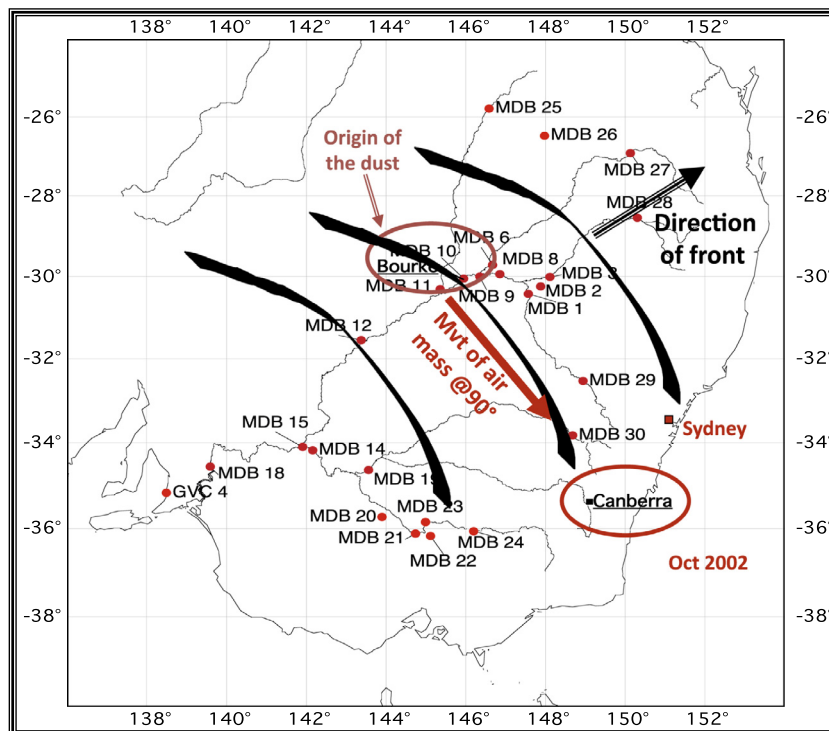 138° 140° 142° 144° 146° 148° 150° 152°
-26° -26°
-28° -28°
-30° -30°
-32° -32°
-34° -34°
-36° -36°
-38° -38°
MDB 25
MDB 26
Origin of
the dust
MDB 27
MDB 28
Direction
of front
MDB 6
MDB 10
MDB 8
Bourke
MDB 3
MDB 11
MDB 9
MDB 2
MDB 1
MDB 12
Mvt of air
mass @90°
MDB 29
MDB 15
MDB 14
MDB 30
Sydney
MDB 18
MDB 19
GVC 4
Canberra
MDB 20
MDB 23
MDB 21
MDB 22
MDB 24
Oct 2002
138° 140° 142° 144° 146° 148° 150° 152°